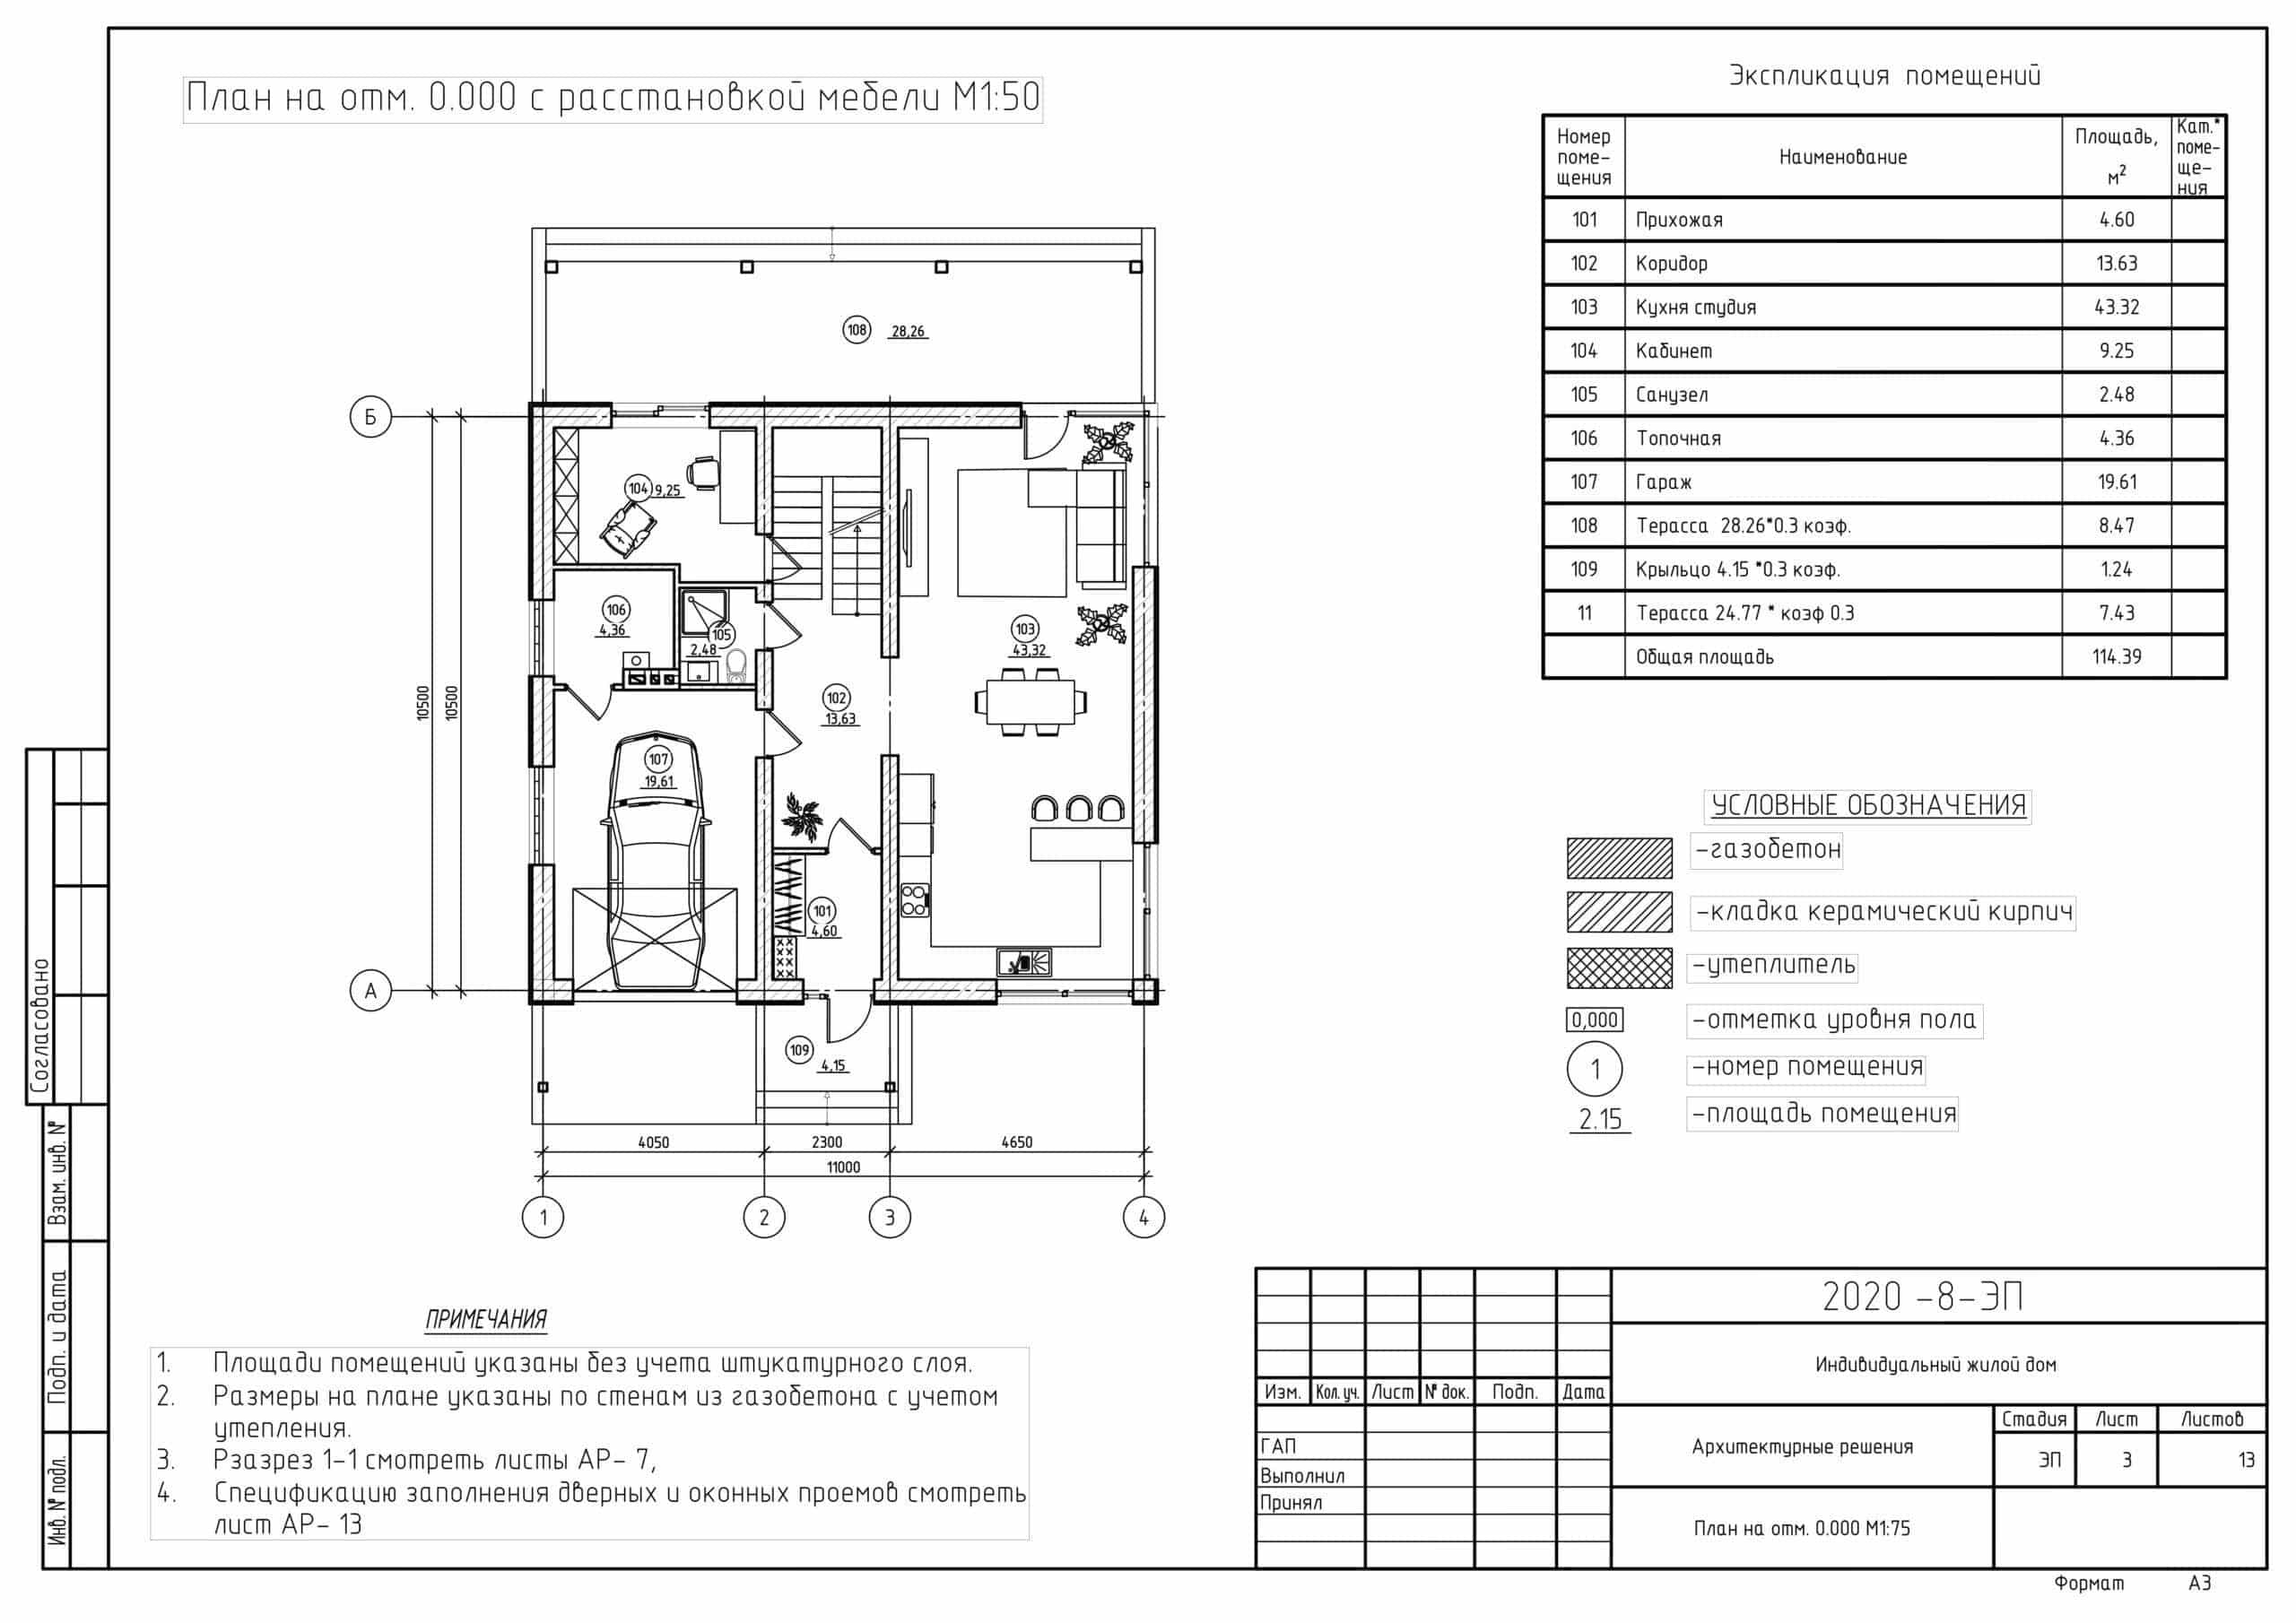 План на отм. 0.000 с расстановкой мебели М1:50
Экспликация помещений
Номер поме-щения Наименование Площадь, м2 Кат.* поме-ще-ния
101 Прихожая 4.60
102 Коридор 13.63
103 Кухня студия 43.32
104 Кабинет 9.25
105 Санузел 2.48
106 Топочная 4.36
107 Гараж 19.61
108 Терасса 28.26*0.3 коэф. 8.47
109 Крыльцо 4.15 *0.3 коэф. 1.24
11 Терасса 24.77 * коэф 0.3 7.43
Общая площадь 114.39
108 28,26
Б
104 9,25
106
4,36
105
2,48
103
43,32
102
13,63
10500
10500
107
19,61
101
4,60
А
109
4,15
4050 2300 4650
11000
1 2 3 4
УСЛОВНЫЕ ОБОЗНАЧЕНИЯ
-газобетон
-кладка керамический кирпич
-утеплитель
0,000 -отметка уровня пола
1 -номер помещения
2.15 -площадь помещения
ПРИМЕЧАНИЯ
1. Площади помещений указаны без учета штукатурного слоя.
2. Размеры на плане указаны по стенам из газобетона с учетом
утепления.
3. Рзазрез 1-1 смотреть листы АР- 7,
4. Спецификацию заполнения дверных и оконных проемов смотреть
лист АР- 13
Согласовано
Взам. инв. №
Подп. и дата
Инв. № подл.
2020 -8-ЭП
Индивидуальный жилой дом
Изм. Кол. уч. Лист № док. Подп. Дата
Архитектурные решения
Стадия Лист Листов
ЭП 3 13
ГАП
Выполнил
Принял
План на отм. 0.000 М1:75
Формат А3